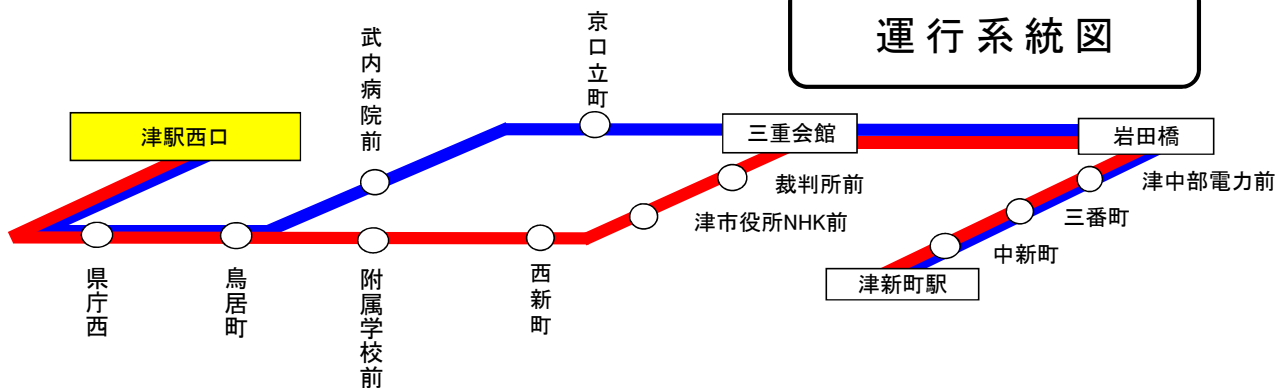 運行系統図
京口立町
武内病院前
津駅西口
三重会館
岩田橋
裁判所前
津中部電力前
津市役所NHK前
三番町
中新町
津新町駅
県庁西
鳥居町
附属学校前
西新町